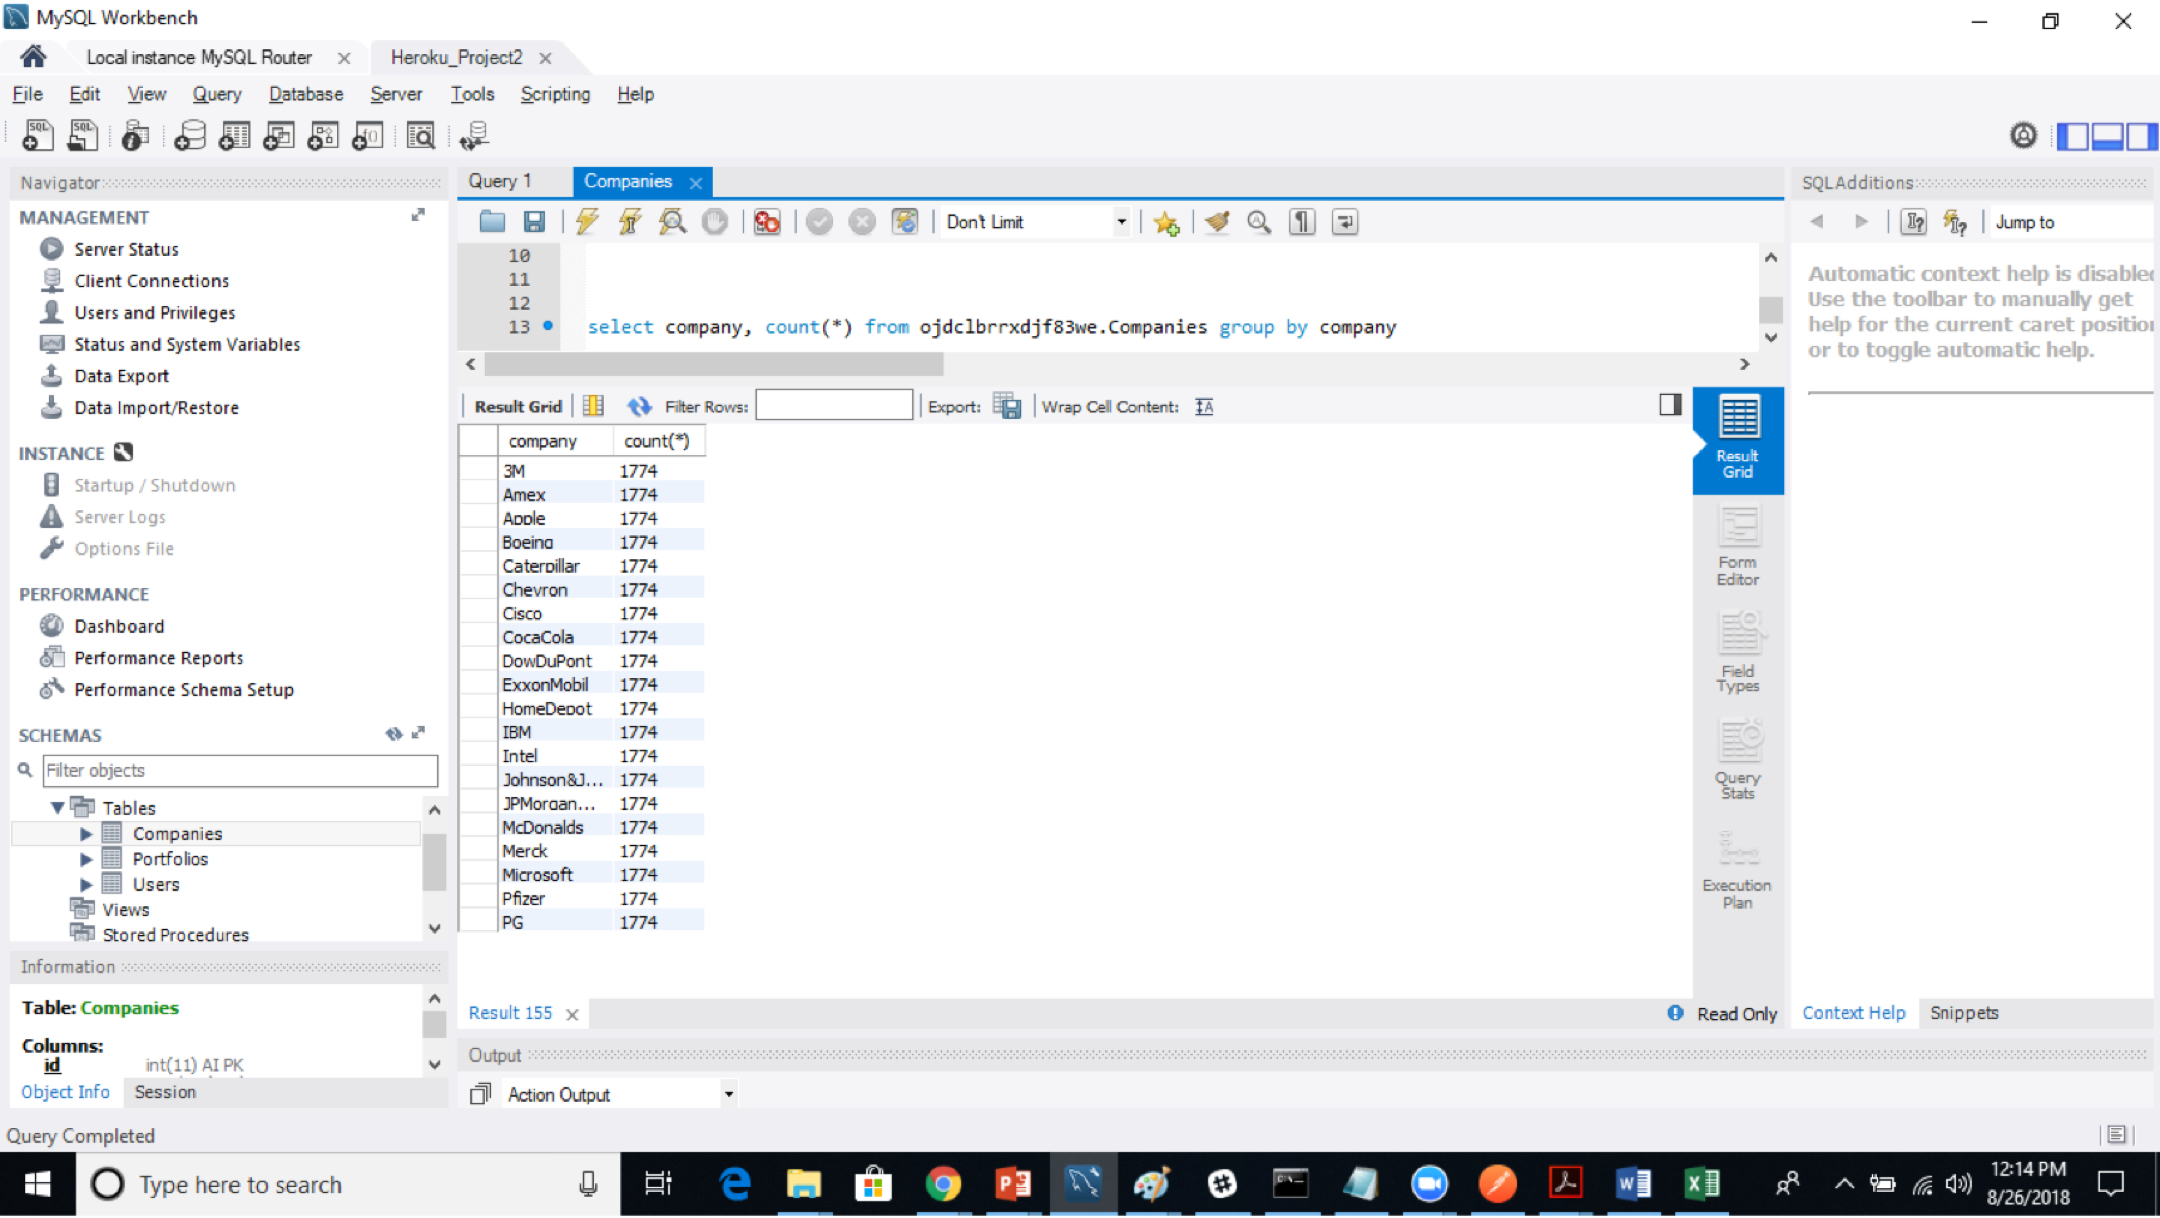 MySQL Workbench
Local instance MySQL Router
Heroku_Project2
File Edit View Query Database Server Tools Scripting Help
Navigator
MANAGEMENT
Server Status
Client Connections
Users and Privileges
Status and System Variables
Data Export
Data Import/Restore
INSTANCE
Startup / Shutdown
Server Logs
Options File
PERFORMANCE
Dashboard
Performance Reports
Performance Schema Setup
SCHEMAS
Filter objects
Tables
Companies
Portfolios
Users
Views
Stored Procedures
Information
Table: Companies
Columns:
id int(11) AI PK
Object Info Session
Query Completed
Query 1 Companies
Don't Limit
10
11
12
13 select company, count(*) from ojdclbrrxdjf83we.Companies group by company
Result Grid Filter Rows: Export: Wrap Cell Content:
company count(*)
3M 1774
Amex 1774
Apple 1774
Boeing 1774
Caterpillar 1774
Chevron 1774
Cisco 1774
CocaCola 1774
DowDuPont 1774
ExxonMobil 1774
HomeDepot 1774
IBM 1774
Intel 1774
Johnson&J... 1774
JPMorgan... 1774
McDonalds 1774
Merck 1774
Microsoft 1774
Pfizer 1774
PG 1774
Result
Grid
Form
Editor
Field
Types
Query
Stats
Execution
Plan
Result 155
Read Only
Output
Action Output
SQLAdditions
Jump to
Automatic context help is disabled
Use the toolbar to manually get
help for the current caret position
or to toggle automatic help.
Context Help Snippets
Type here to search
12:14 PM
8/26/2018